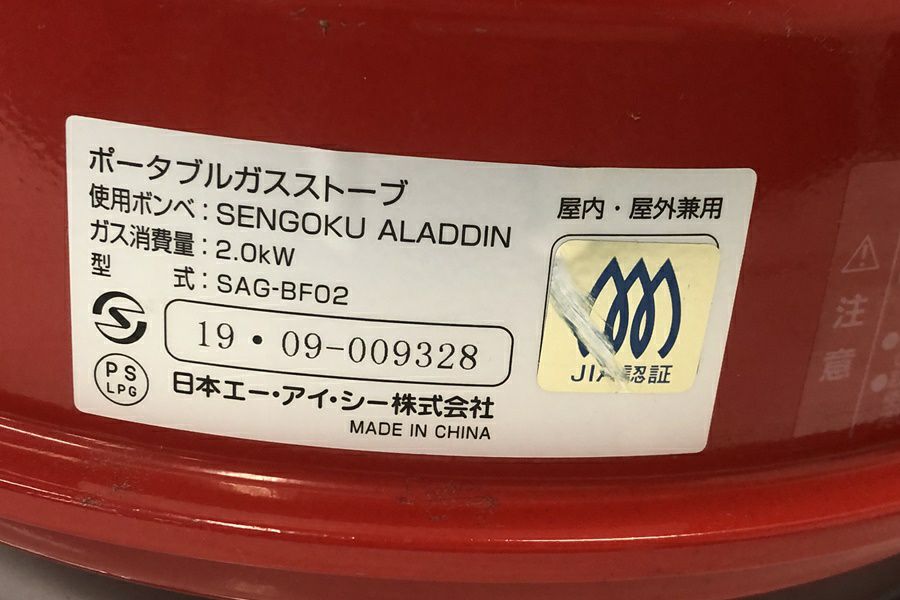 ポータブルガスストーブ
使用ボンベ：SENGOKU ALADDIN
ガス消費量：2.0kW
型 式：SAG-BF02
19・09-009328
PS
LPG
日本エー・アイ・シー株式会社
MADE IN CHINA
屋内・屋外兼用
JIA認証
注意